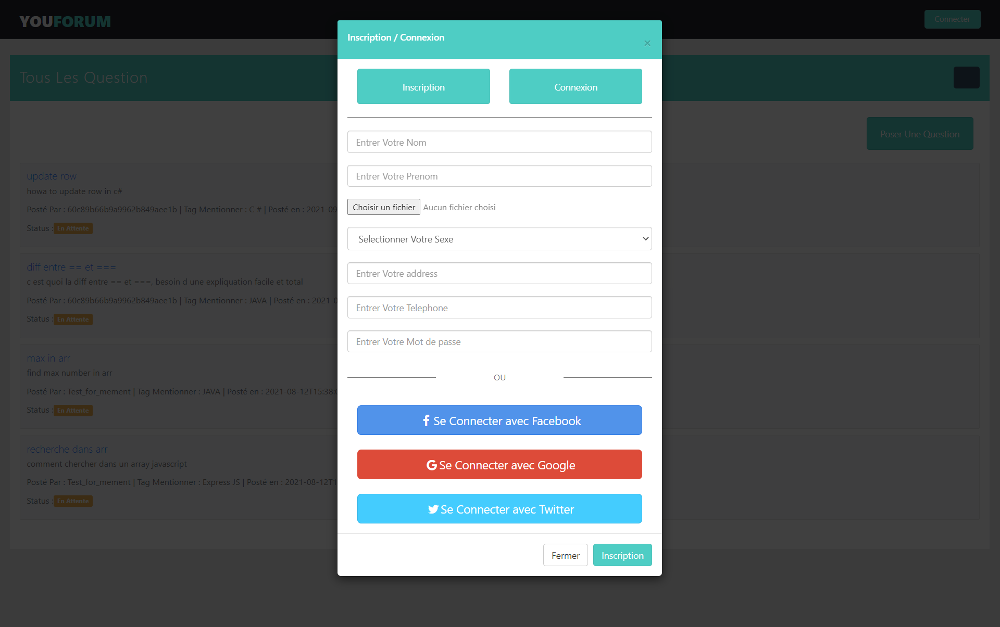 YOUFORUM
Connecter
Inscription / Connexion
×
Tous Les Question
Inscription
Connexion
Poser Une Question
Entrer Votre Nom
Entrer Votre Prenom
Choisir un fichier Aucun fichier choisi
Selectionner Votre Sexe
Entrer Votre address
Entrer Votre Telephone
Entrer Votre Mot de passe
OU
Se Connecter avec Facebook
Se Connecter avec Google
Se Connecter avec Twitter
Fermer
Inscription
update row
howa to update row in c#
Posté Par : 60c89b66b9a9962b849aee1b | Tag Mentionner : C # | Posté en : 2021-09
Status : En Attente
diff entre == et ===
c est quoi la diff entre == et ===, besoin d une expliquation facile et total
Posté Par : 60c89b66b9a9962b849aee1b | Tag Mentionner : JAVA | Posté en : 2021-0
Status : En Attente
max in arr
find max number in arr
Posté Par : Test_for_mement | Tag Mentionner : JAVA | Posté en : 2021-08-12T15:38:0
Status : En Attente
recherche dans arr
comment chercher dans un array javascript
Posté Par : Test_for_mement | Tag Mentionner : Express JS | Posté en : 2021-08-12T1
Status : En Attente